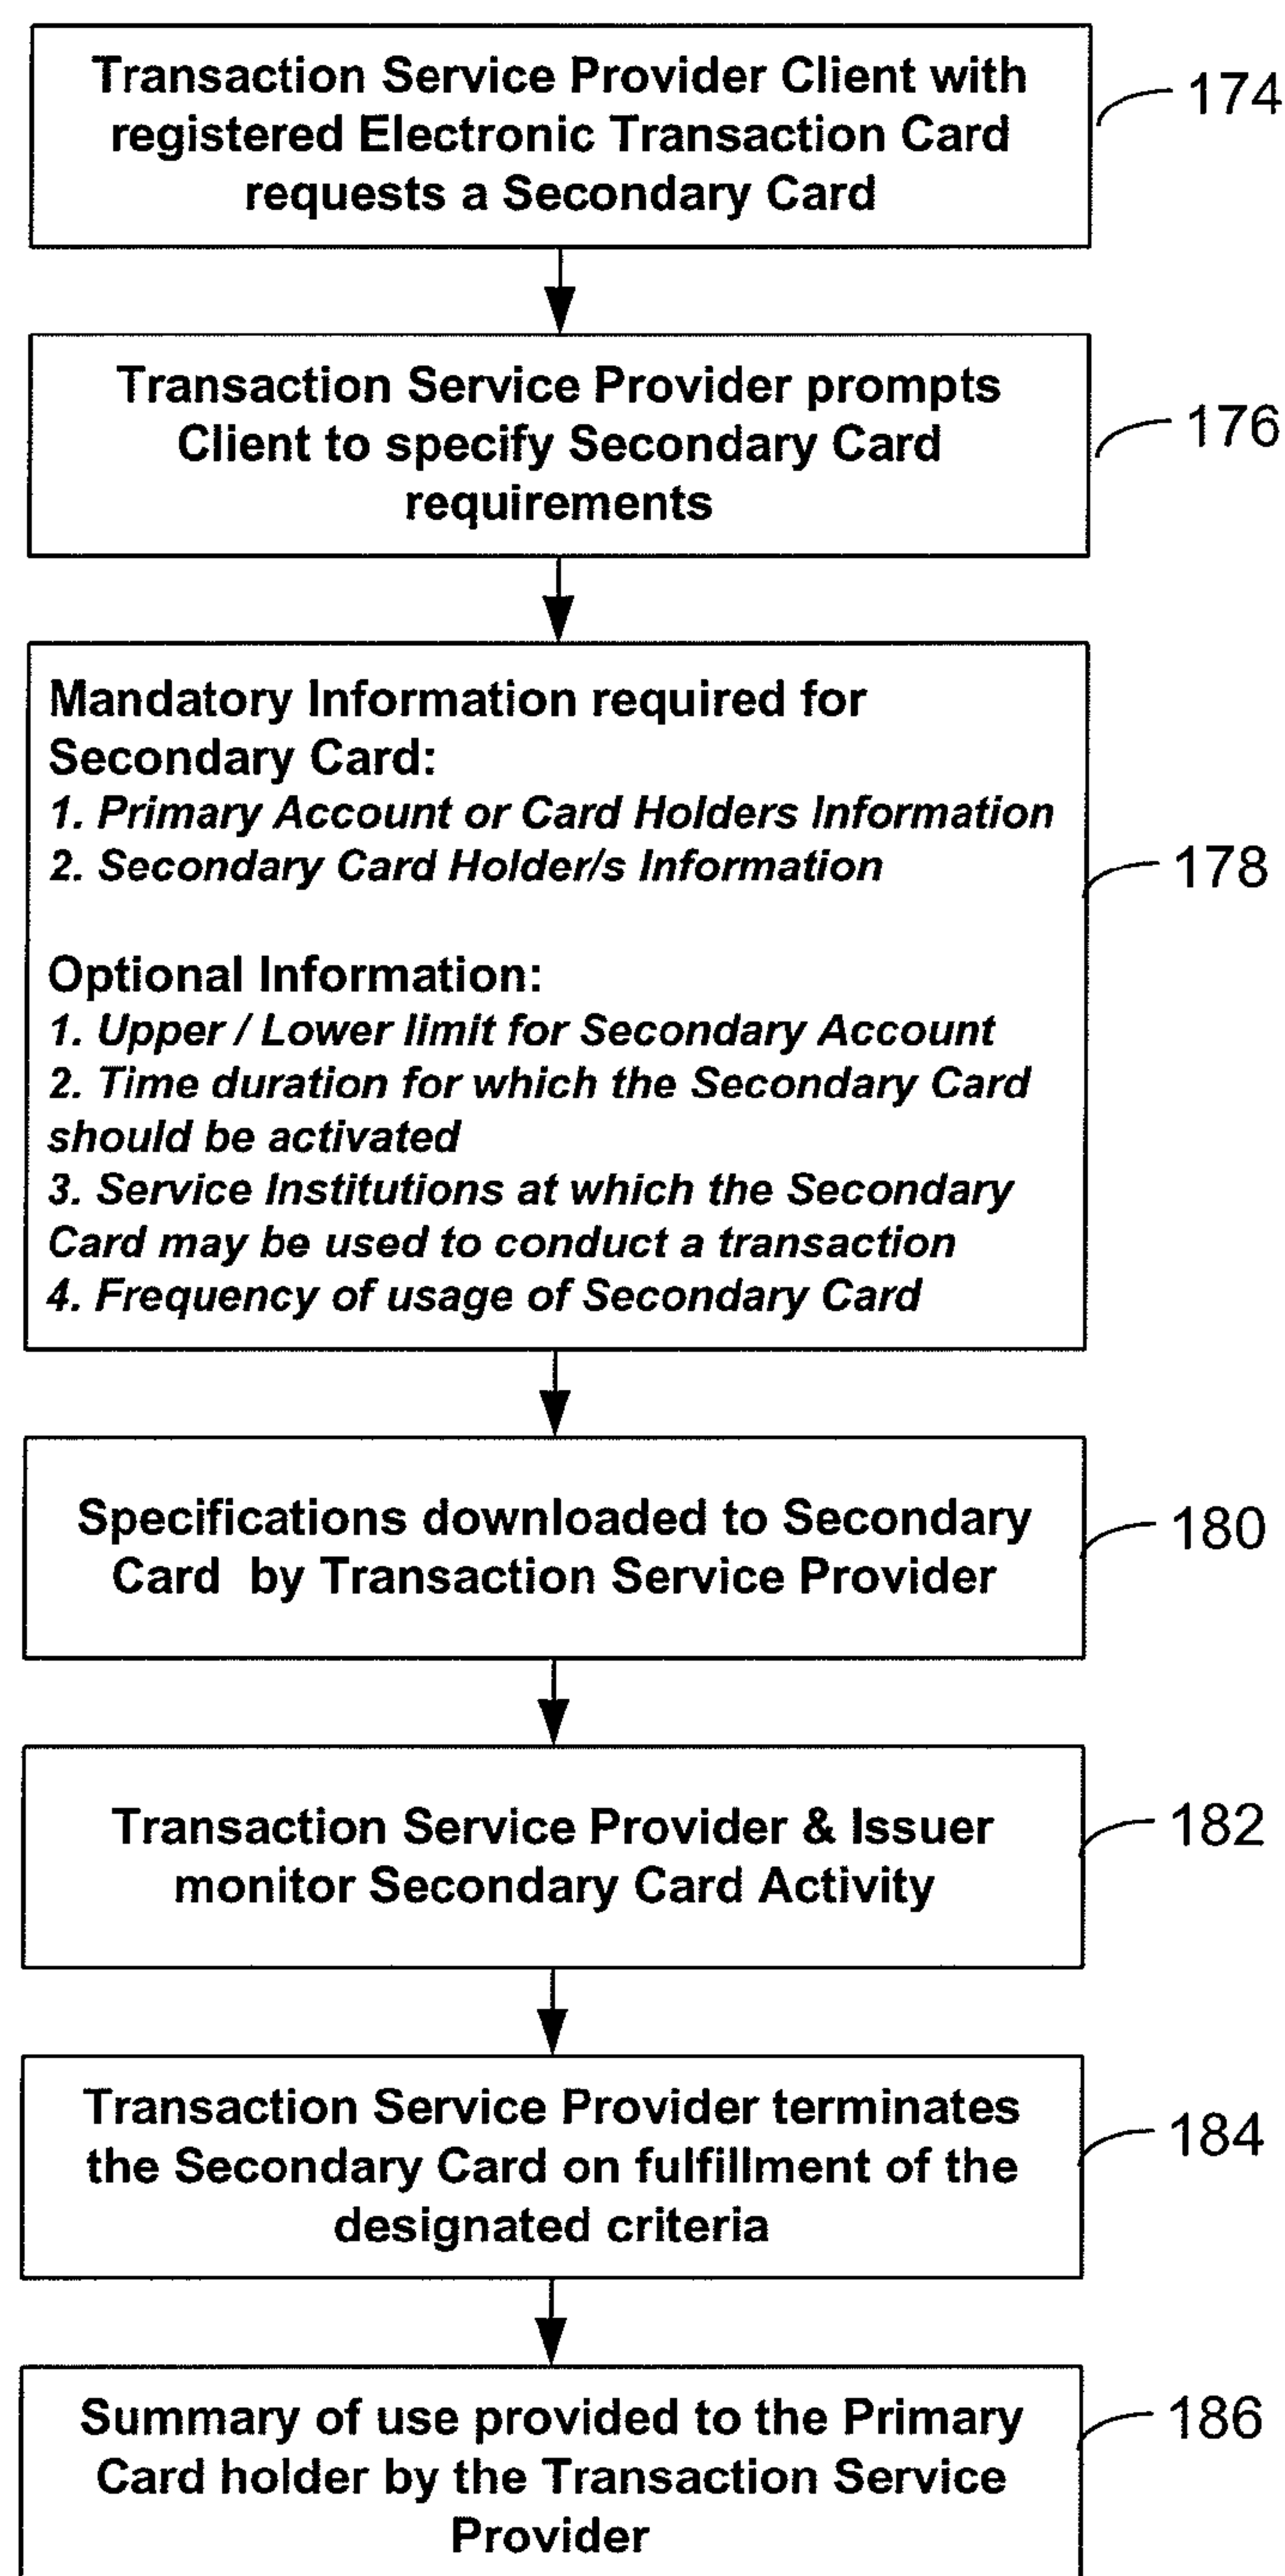 Transaction Service Provider Client with
registered Electronic Transaction Card
requests a Secondary Card
174
Transaction Service Provider prompts
Client to specify Secondary Card
requirements
176
Mandatory Information required for
Secondary Card:
1. Primary Account or Card Holders Information
2. Secondary Card Holder/s Information
Optional Information:
1. Upper / Lower limit for Secondary Account
2. Time duration for which the Secondary Card
should be activated
3. Service Institutions at which the Secondary
Card may be used to conduct a transaction
4. Frequency of usage of Secondary Card
178
Specifications downloaded to Secondary
Card by Transaction Service Provider
180
Transaction Service Provider & Issuer
monitor Secondary Card Activity
182
Transaction Service Provider terminates
the Secondary Card on fulfillment of the
designated criteria
184
Summary of use provided to the Primary
Card holder by the Transaction Service
Provider
186